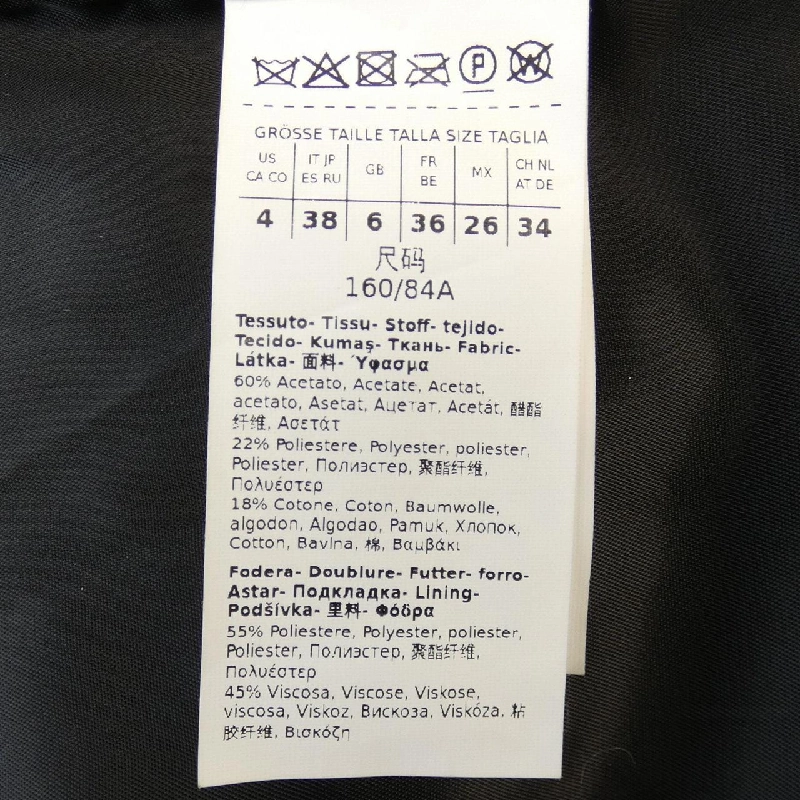 P W
GRÖSSE TAILLE TALLA SIZE TAGLIA
US IT JP GB FR MX CH NL
CA CO ES RU BE AT DE
4 38 6 36 26 34
尺码
160/84A
Tessuto- Tissu- Stoff- tejido-
Tecido- Kumaş- Ткань- Fabric-
Látka- 面料- Ύφασμα
60% Acetato, Acetate, Acetat,
acetato, Asetat, Ацетат, Acetát, 醋酯
纤维, Ασετάτ
22% Poliestere, Polyester, poliester,
Poliester, Полиэстер, 聚酯纤维,
Πολυέστερ
18% Cotone, Coton, Baumwolle,
algodon, Algodao, Pamuk, Хлопок,
Cotton, Bavlna, 棉, Βαμβάκι
Fodera- Doublure- Futter- forro-
Astar- Подкладка- Lining-
Podšívka- 里料- Φόδρα
55% Poliestere, Polyester, poliester,
Poliester, Полиэстер, 聚酯纤维,
Πολυέστερ
45% Viscosa, Viscose, Viskose,
viscosa, Viskoz, Вискоза, Viskóza, 粘
胶纤维, Βισκόζη